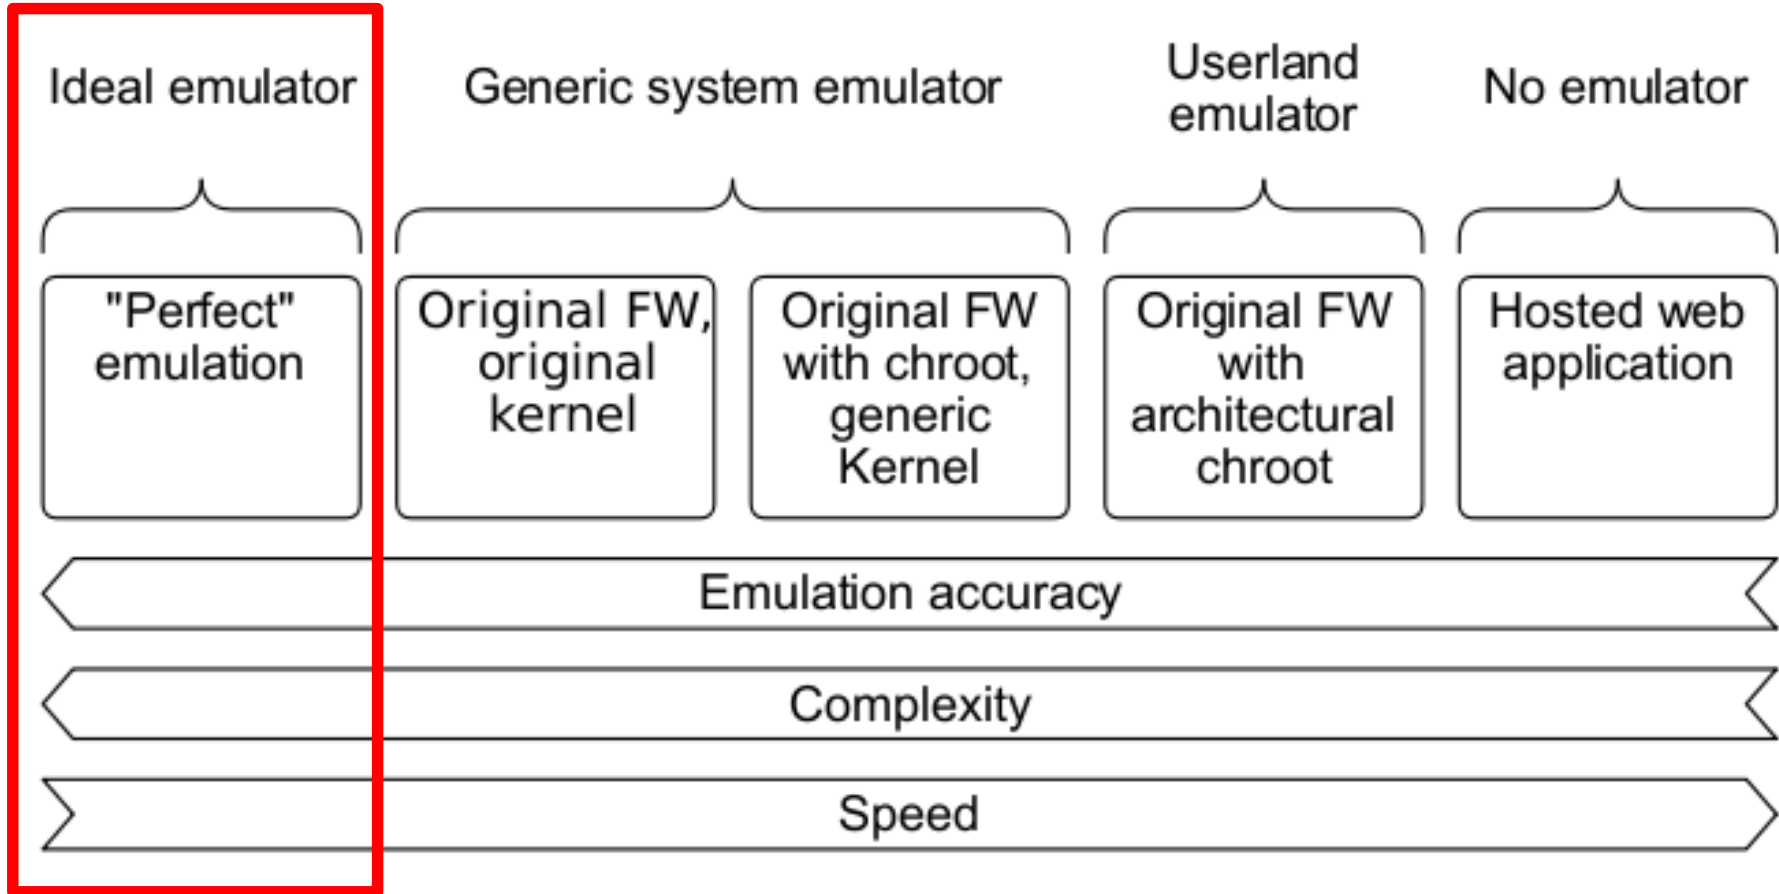 Ideal emulator
Generic system emulator
Userland
emulator
No emulator
"Perfect"
emulation
Original FW,
original
kernel
Original FW
with chroot,
generic
Kernel
Original FW
with
architectural
chroot
Hosted web
application
Emulation accuracy
Complexity
Speed